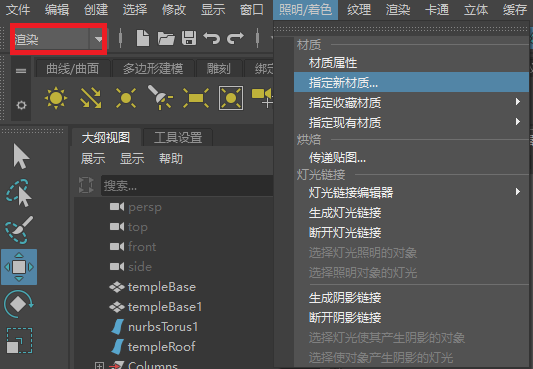 文件 编辑 创建 选择 修改 显示 窗口 照明/着色 纹理 渲染 卡通 立体 缓存
渲染
曲线/曲面 多边形建模 雕刻 绑定
大纲视图 工具设置
展示 显示 帮助
搜索...
persp
top
front
side
templeBase
templeBase1
nurbsTorus1
templeRoof
Columns
材质
材质属性
指定新材质...
指定收藏材质
指定现有材质
烘焙
传递贴图...
灯光链接
灯光链接编辑器
生成灯光链接
断开灯光链接
选择灯光照明的对象
选择照明对象的灯光
生成阴影链接
断开阴影链接
选择灯光使其产生阴影的对象
选择使对象产生阴影的灯光